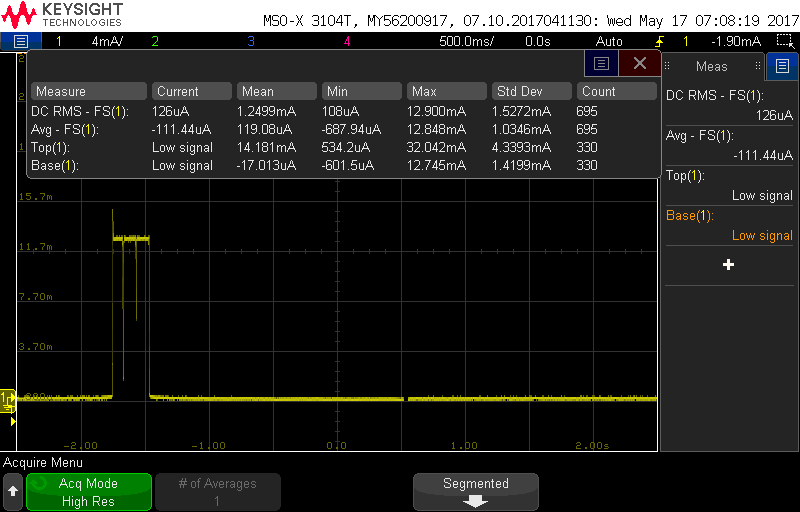 KEYSIGHT
TECHNOLOGIES
MSO-X 3104T, MY56200917, 07.10.2017041130: Wed May 17 07:08:19 2017
1 4mA/ 2 3 4 500.0ms/ 0.0s Auto 1 -1.90mA
Meas
Measure Current Mean Min Max Std Dev Count
DC RMS - FS(1): 126uA 1.2499mA 108uA 12.900mA 1.5272mA 695
Avg - FS(1): -111.44uA 119.08uA -687.94uA 12.848mA 1.0346mA 695
Top(1): Low signal 14.181mA 534.2uA 32.042mA 4.3393mA 330
Base(1): Low signal -17.013uA -601.5uA 12.745mA 1.4199mA 330
DC RMS - FS(1):
126uA
Avg - FS(1):
-111.44uA
Top(1):
Low signal
Base(1):
Low signal
15.7m
11.7m
7.70m
3.70m
1
-2.00 -1.00 0.0 1.00 2.00s
Acquire Menu
Acq Mode
High Res
# of Averages
1
Segmented